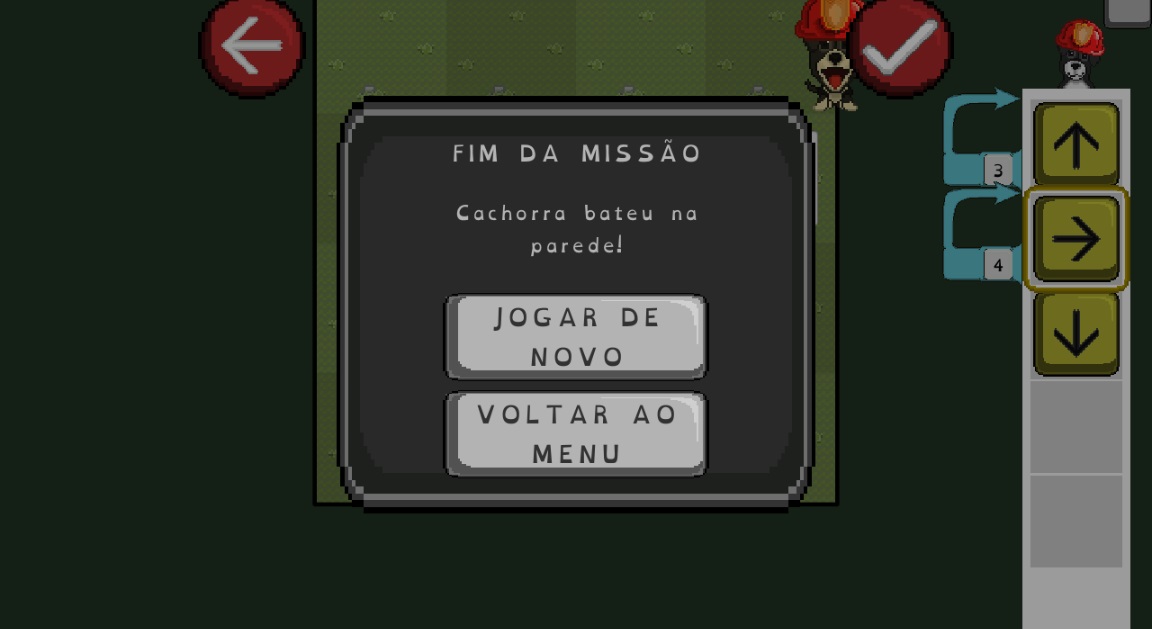 FIM DA MISSÃO
Cachorra bateu na
parede!
JOGAR DE
NOVO
VOLTAR AO
MENU
3
4